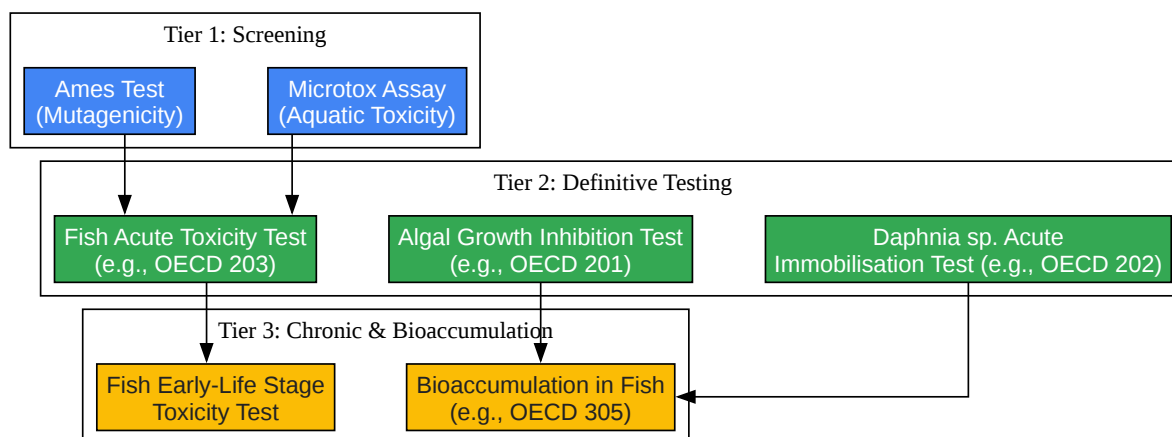 Tier 1: Screening
Ames Test
(Mutagenicity)
Microtox Assay
(Aquatic Toxicity)
Tier 2: Definitive Testing
Fish Acute Toxicity Test
(e.g., OECD 203)
Algal Growth Inhibition Test
(e.g., OECD 201)
Daphnia sp. Acute
Immobilisation Test (e.g., OECD 202)
Tier 3: Chronic & Bioaccumulation
Fish Early-Life Stage
Toxicity Test
Bioaccumulation in Fish
(e.g., OECD 305)